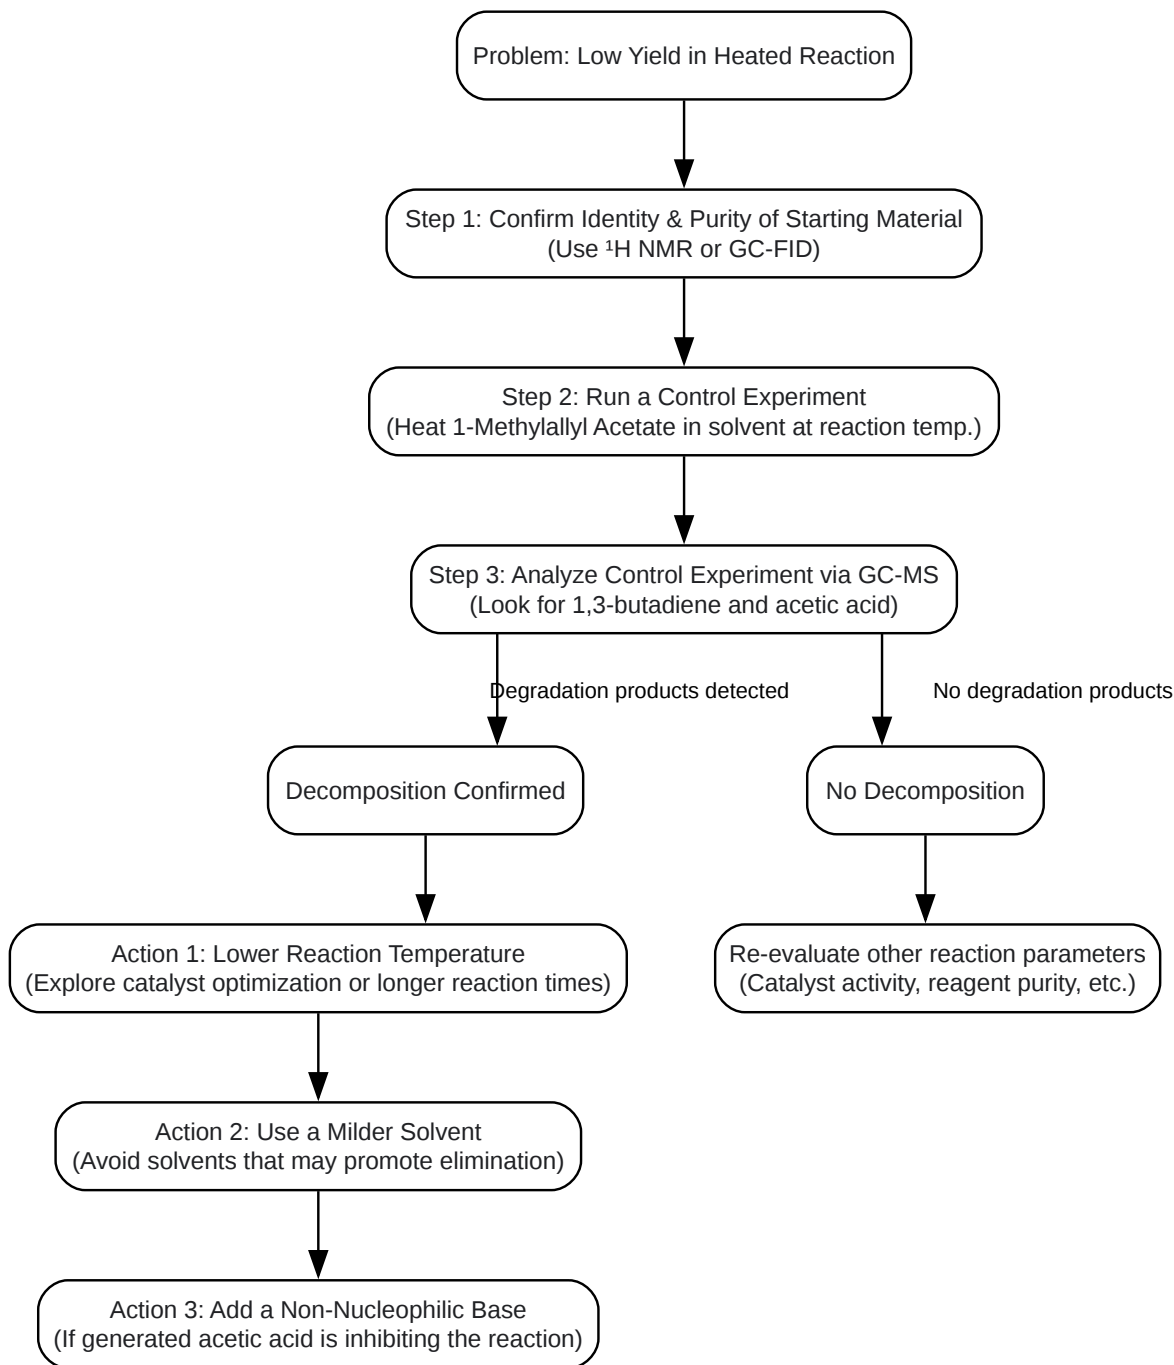 Problem: Low Yield in Heated Reaction
Step 1: Confirm Identity & Purity of Starting Material
(Use ¹H NMR or GC-FID)
Step 2: Run a Control Experiment
(Heat 1-Methylallyl Acetate in solvent at reaction temp.)
Step 3: Analyze Control Experiment via GC-MS
(Look for 1,3-butadiene and acetic acid)
Degradation products detected
No degradation products
Decomposition Confirmed
No Decomposition
Action 1: Lower Reaction Temperature
(Explore catalyst optimization or longer reaction times)
Re-evaluate other reaction parameters
(Catalyst activity, reagent purity, etc.)
Action 2: Use a Milder Solvent
(Avoid solvents that may promote elimination)
Action 3: Add a Non-Nucleophilic Base
(If generated acetic acid is inhibiting the reaction)